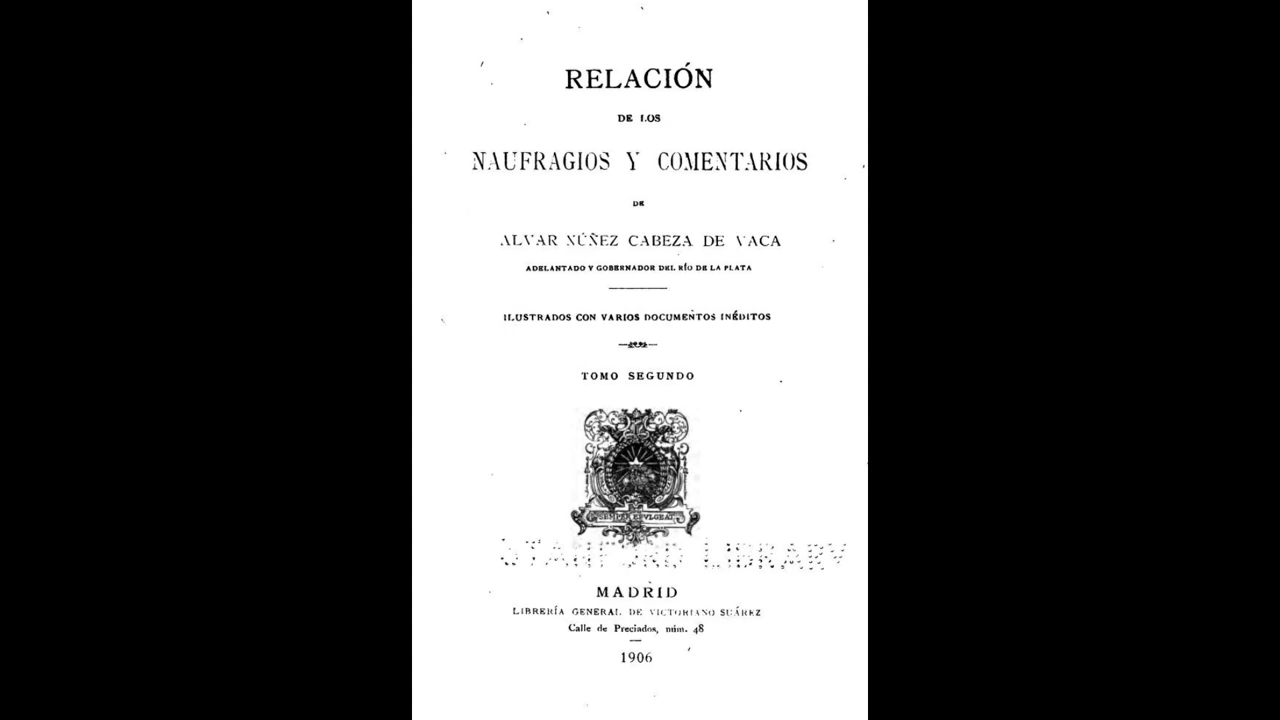 RELACIÓN
DE LOS
NAUFRAGIOS Y COMENTARIOS
DE
ALVAR NÚÑEZ CABEZA DE VACA
ADELANTADO Y GOBERNADOR DEL RÍO DE LA PLATA
ILUSTRADOS CON VARIOS DOCUMENTOS INÉDITOS
TOMO SEGUNDO
SEMPER EFVLGEAT
STANFORD LIBRARY
MADRID
LIBRERÍA GENERAL DE VICTORIANO SUÁREZ
Calle de Preciados, núm. 48
1906